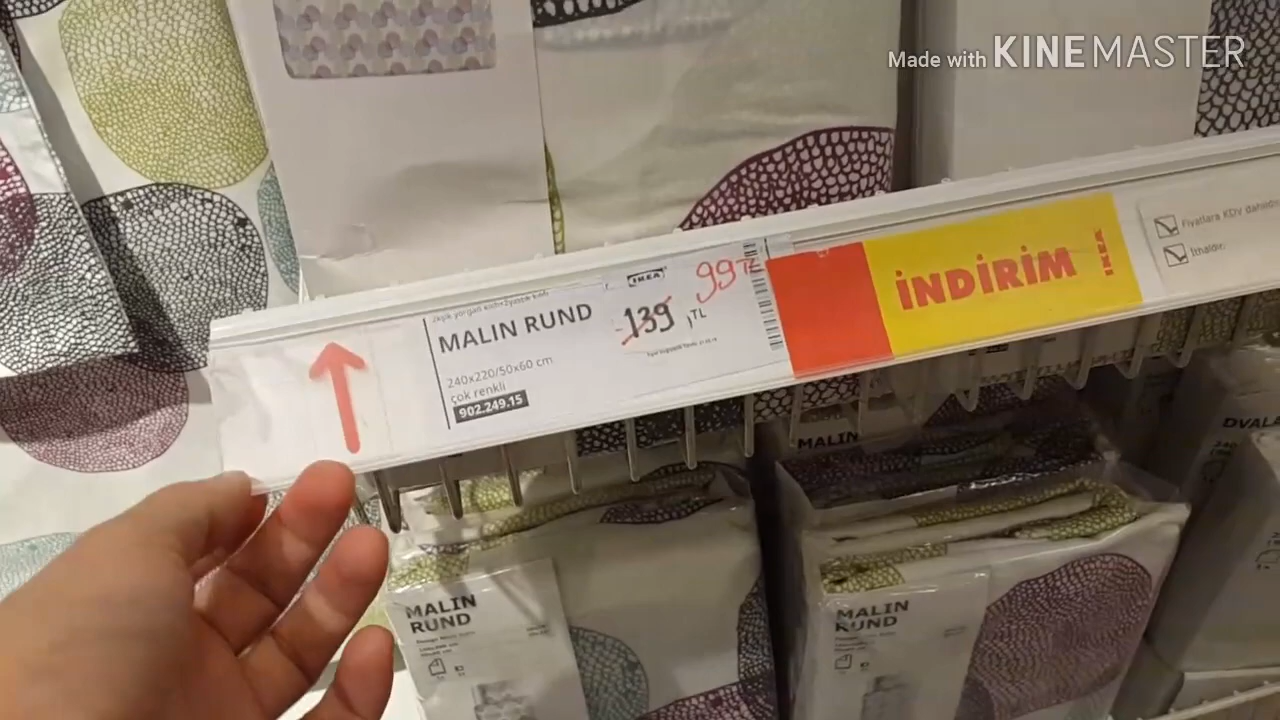 Made with KINEMASTER
IKEA
MALIN RUND
240x220/50x60 cm
çok renkli
902.249.15
139
,TL
99 TL
İNDİRİM
IKEA
Fiyatlara KDV dahildir
İthaldir.
MALIN
DVALA
MALIN
RUND
MALIN
RUND